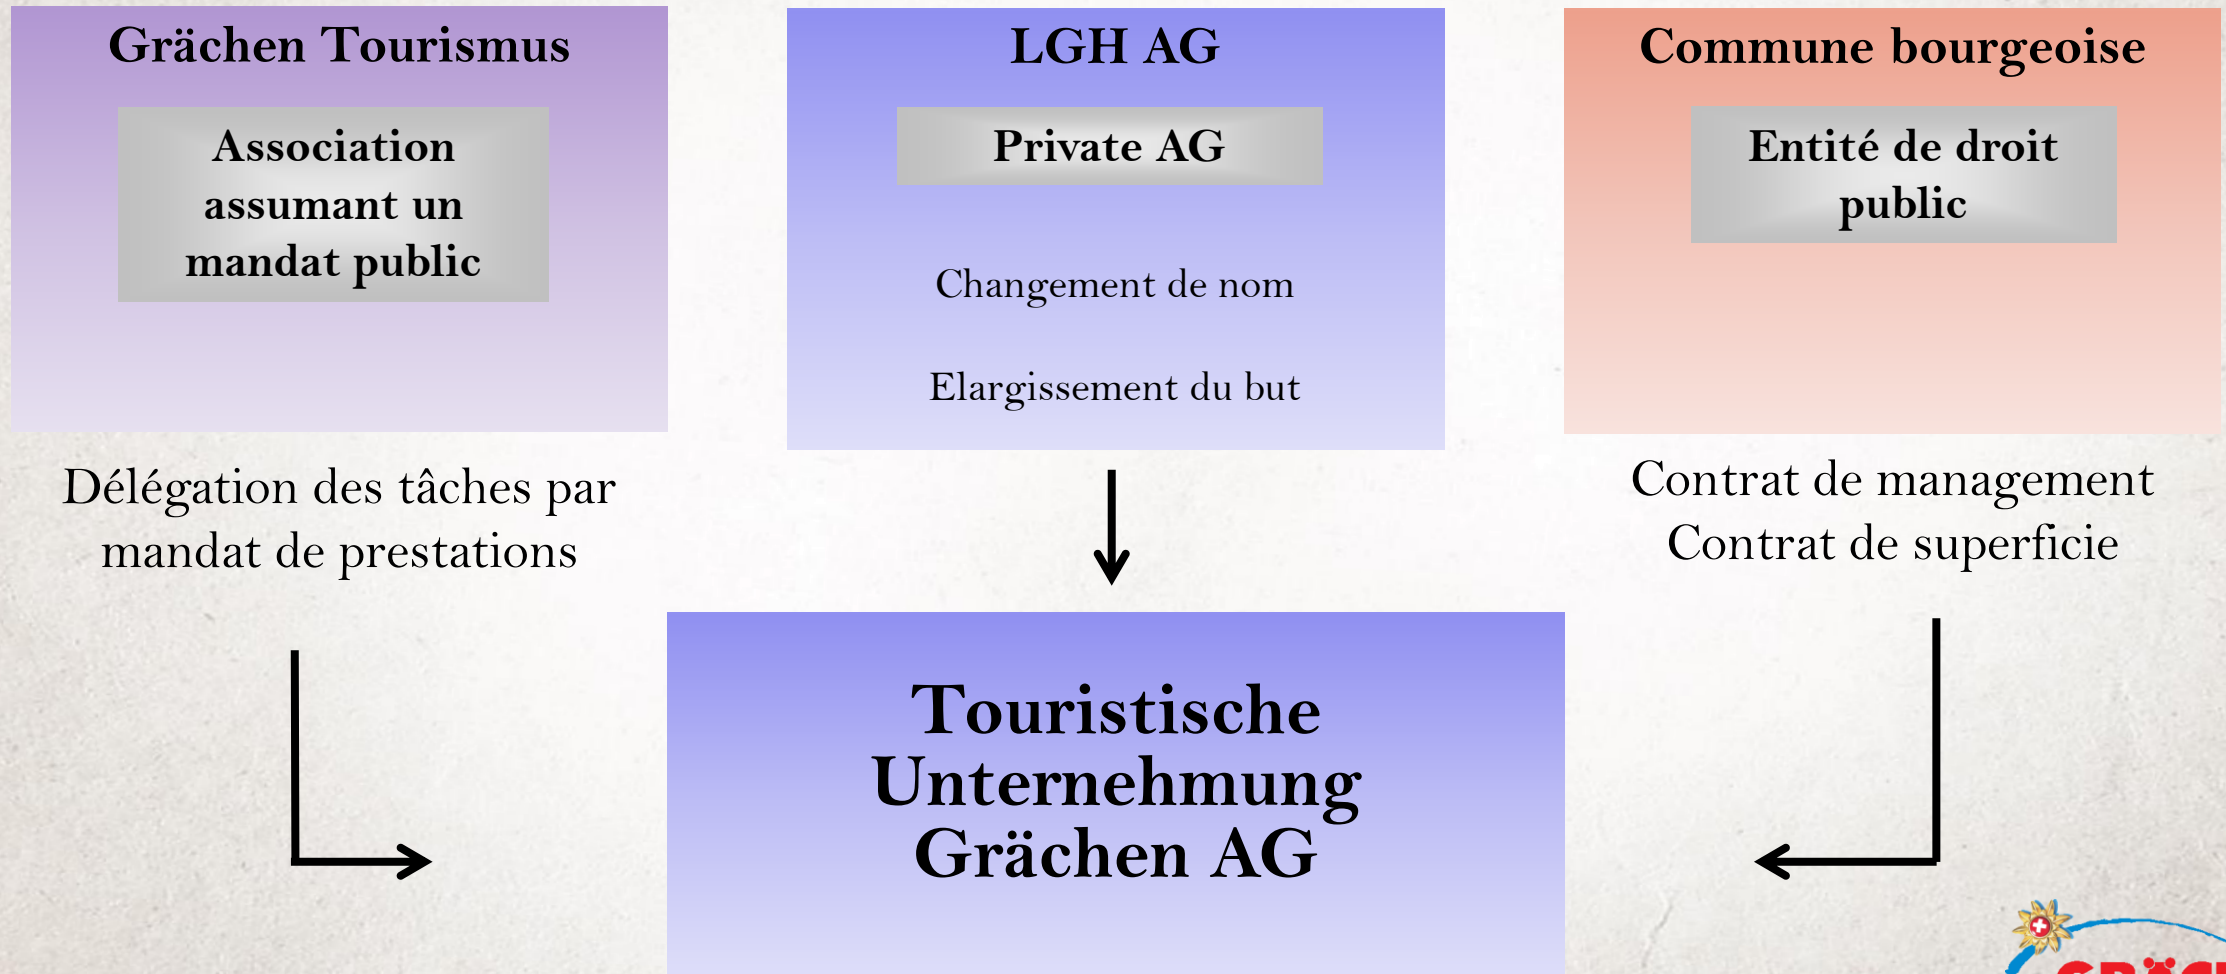 Grächen Tourismus
Association
assumant un
mandat public
Délégation des tâches par
mandat de prestations
LGH AG
Private AG
Changement de nom
Elargissement du but
Commune bourgeoise
Entité de droit
public
Contrat de management
Contrat de superficie
Touristische
Unternehmung
Grächen AG